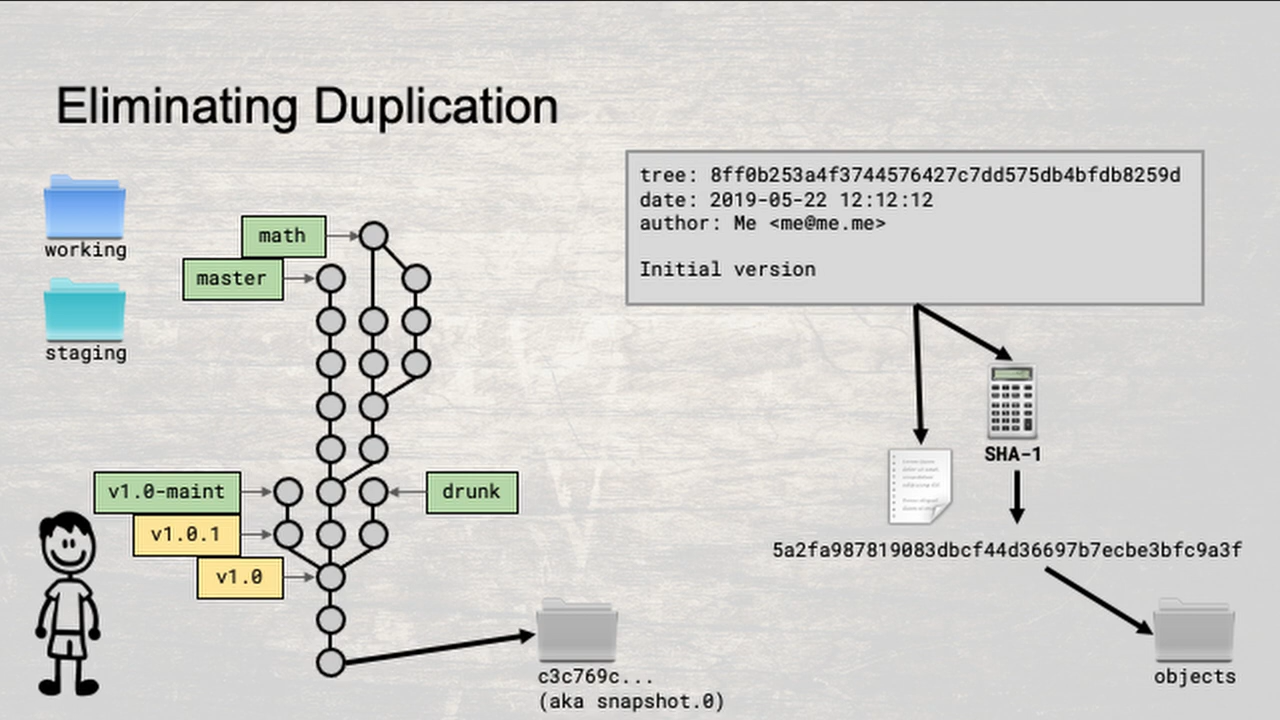 Eliminating Duplication
working
staging
math
master
v1.0-maint
v1.0.1
v1.0
drunk
c3c769c...
(aka snapshot.0)
tree: 8ff0b253a4f3744576427c7dd575db4bfdb8259d
date: 2019-05-22 12:12:12
author: Me <me@me.me>
Initial version
SHA-1
5a2fa987819083dbcf44d36697b7ecbe3bfc9a3f
objects